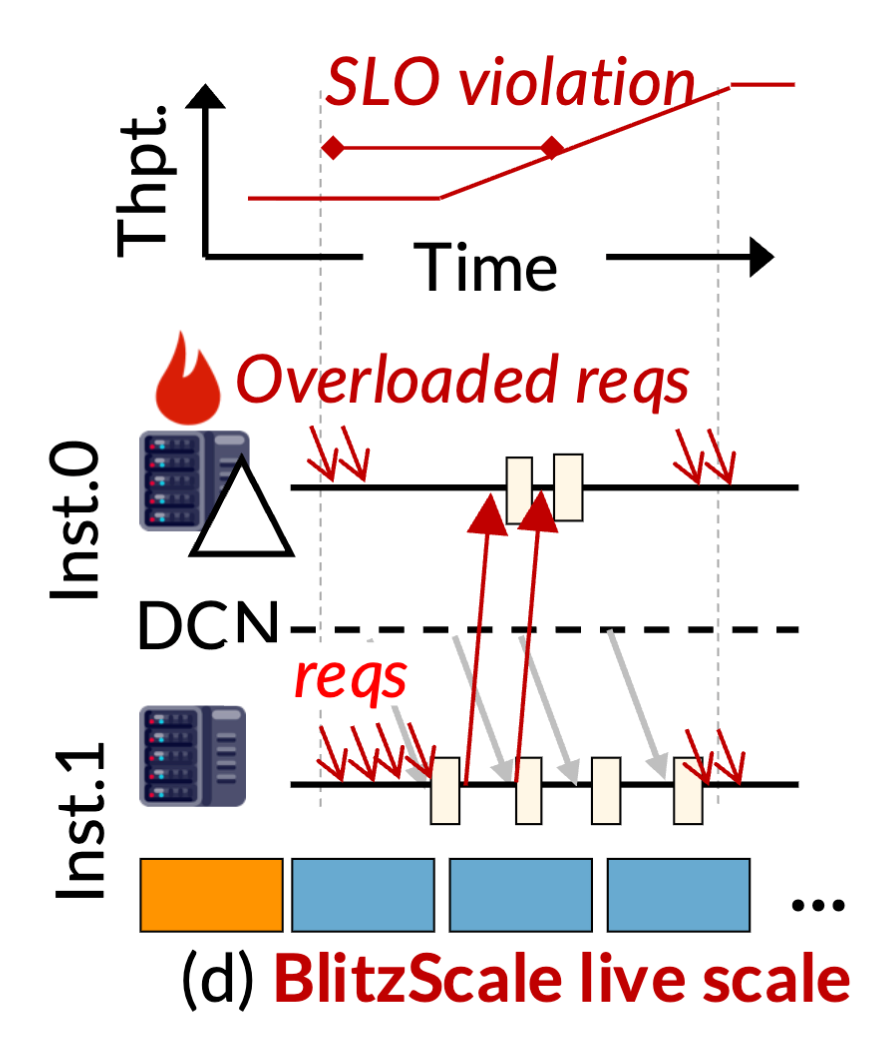 SLO violation
Thpt.
Time
Overloaded reqs
Inst.0
DCN
reqs
Inst.1
...
(d) BlitzScale live scale